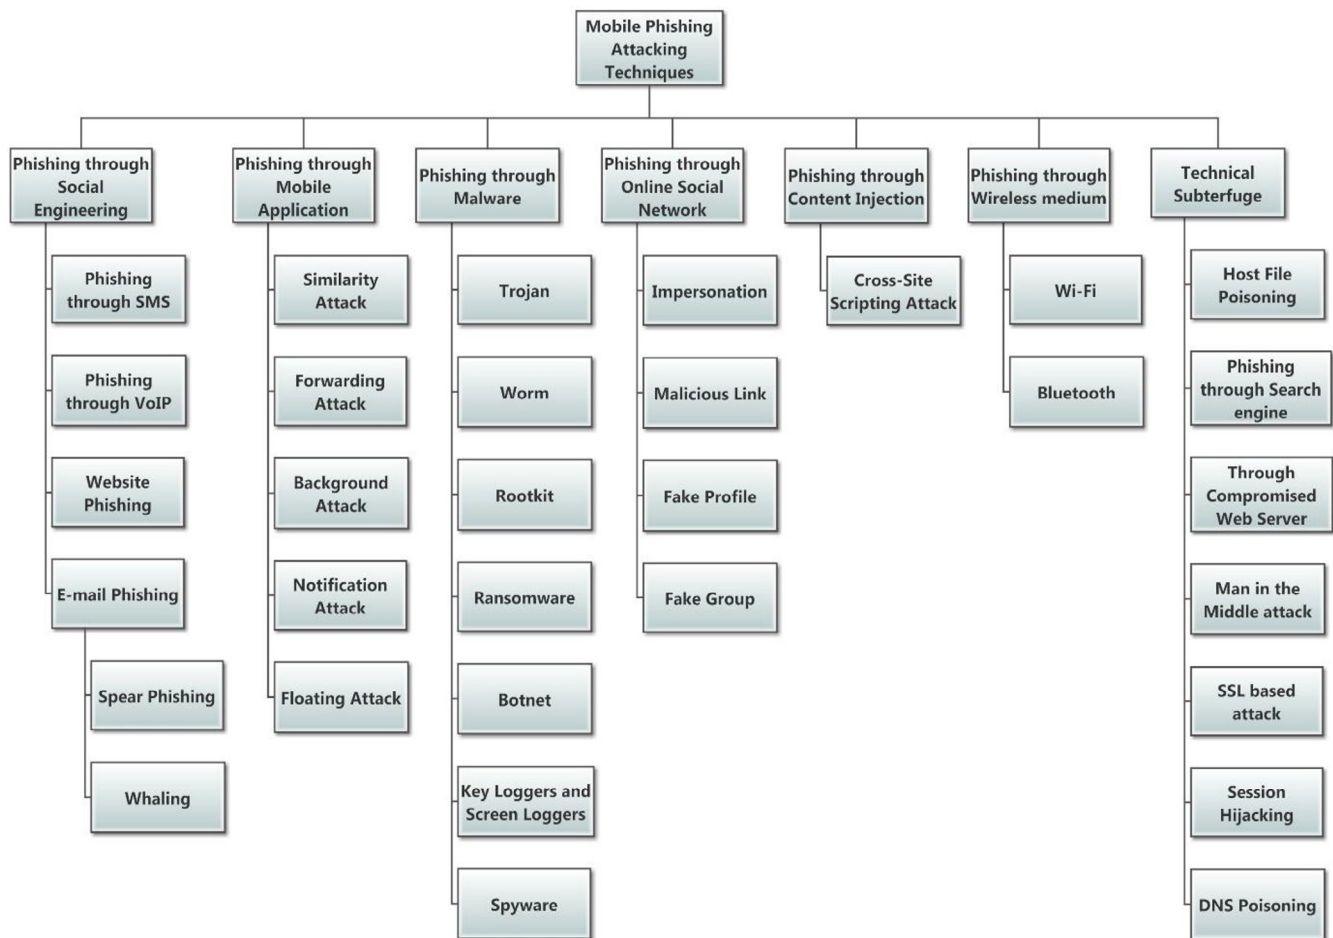 Mobile Phishing
Attacking
Techniques
Phishing through
Social
Engineering
Phishing through
SMS
Phishing
through VoIP
Website
Phishing
E-mail Phishing
Spear Phishing
Whaling
Phishing through
Mobile
Application
Similarity
Attack
Forwarding
Attack
Background
Attack
Notification
Attack
Floating Attack
Phishing through
Malware
Trojan
Worm
Rootkit
Ransomware
Botnet
Key Loggers and
Screen Loggers
Spyware
Phishing through
Online Social
Network
Impersonation
Malicious Link
Fake Profile
Fake Group
Phishing through
Content Injection
Cross-Site
Scripting Attack
Phishing through
Wireless medium
Wi-Fi
Bluetooth
Technical
Subterfuge
Host File
Poisoning
Phishing
through Search
engine
Through
Compromised
Web Server
Man in the
Middle attack
SSL based
attack
Session
Hijacking
DNS Poisoning